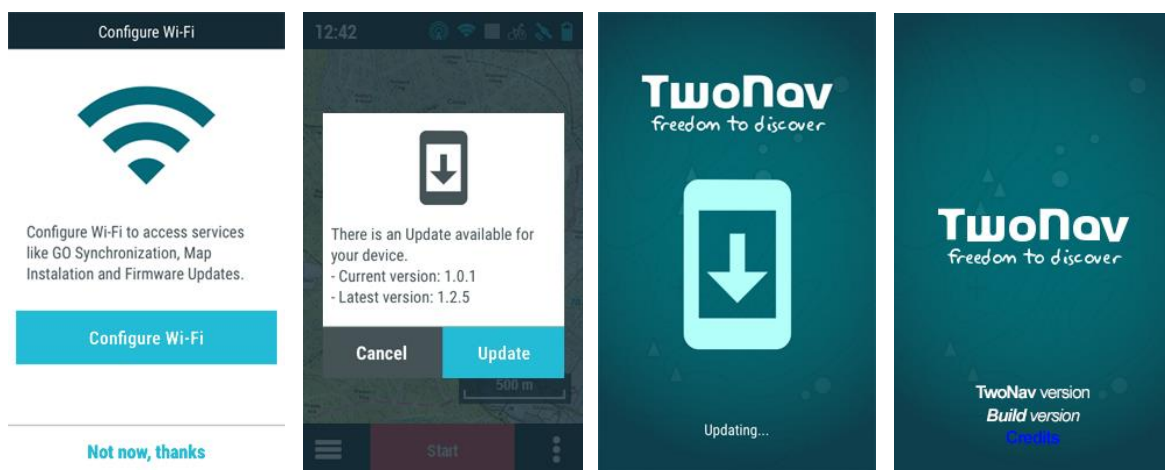 Configure Wi-Fi
Configure Wi-Fi to access services
like GO Synchronization, Map
Instalation and Firmware Updates.
Configure Wi-Fi
Not now, thanks
12:42
There is an Update available for
your device.
- Current version: 1.0.1
- Latest version: 1.2.5
Cancel
Update
500 m
Start
TwoNav
freedom to discover
Updating...
TwoNav
freedom to discover
TwoNav version
Build version
Credits